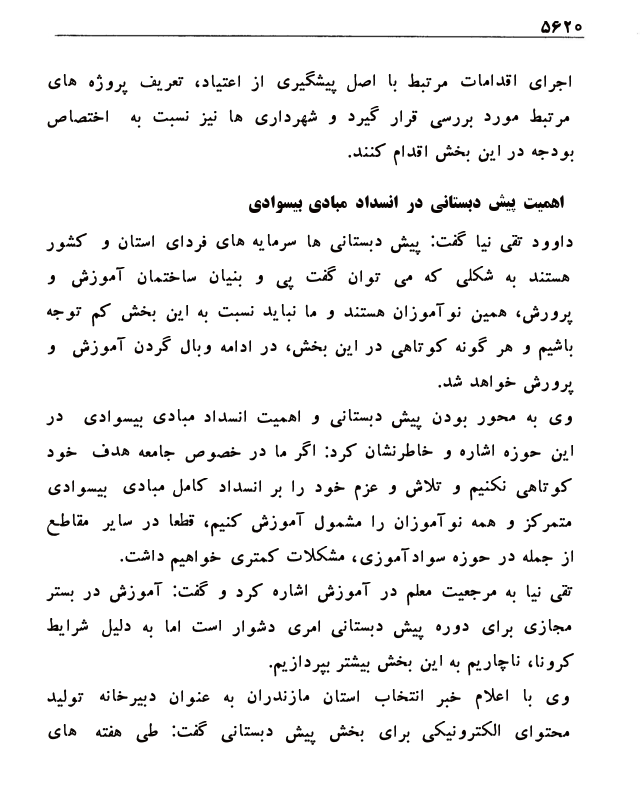 ۵۶۲۰
اجرای اقدامات مرتبط با اصل پیشگیری از اعتیاد، تعریف پروژه های
مرتبط مورد بررسی قرار گیرد و شهرداری ها نیز نسبت به اختصاص
بودجه در این بخش اقدام کنند.
اهمیت پیش دبستانی در انسداد مبادی بیسوادی
داوود تقی نیا گفت: پیش دبستانی ها سرمایه های فردای استان و کشور
هستند به شکلی که می توان گفت پی و بنیان ساختمان آموزش و
پرورش، همین نوآموزان هستند و ما نباید نسبت به این بخش کم توجه
باشیم و هر گونه کوتاهی در این بخش، در ادامه وبال گردن آموزش و
پرورش خواهد شد.
وی به محور بودن پیش دبستانی و اهمیت انسداد مبادی بیسوادی در
این حوزه اشاره و خاطرنشان کرد: اگر ما در خصوص جامعه هدف خود
کوتاهی نکنیم و تلاش و عزم خود را بر انسداد کامل مبادی بیسوادی
متمرکز و همه نوآموزان را مشمول آموزش کنیم، قطعا در سایر مقاطع
از جمله در حوزه سوادآموزی، مشکلات کمتری خواهیم داشت.
تقی نیا به مرجعیت معلم در آموزش اشاره کرد و گفت: آموزش در بستر
مجازی برای دوره پیش دبستانی امری دشوار است اما به دلیل شرایط
کرونا، ناچاریم به این بخش بیشتر بپردازیم.
وی با اعلام خبر انتخاب استان مازندران به عنوان دبیرخانه تولید
محتوای الکترونیکی برای بخش پیش دبستانی گفت: طی هفته های